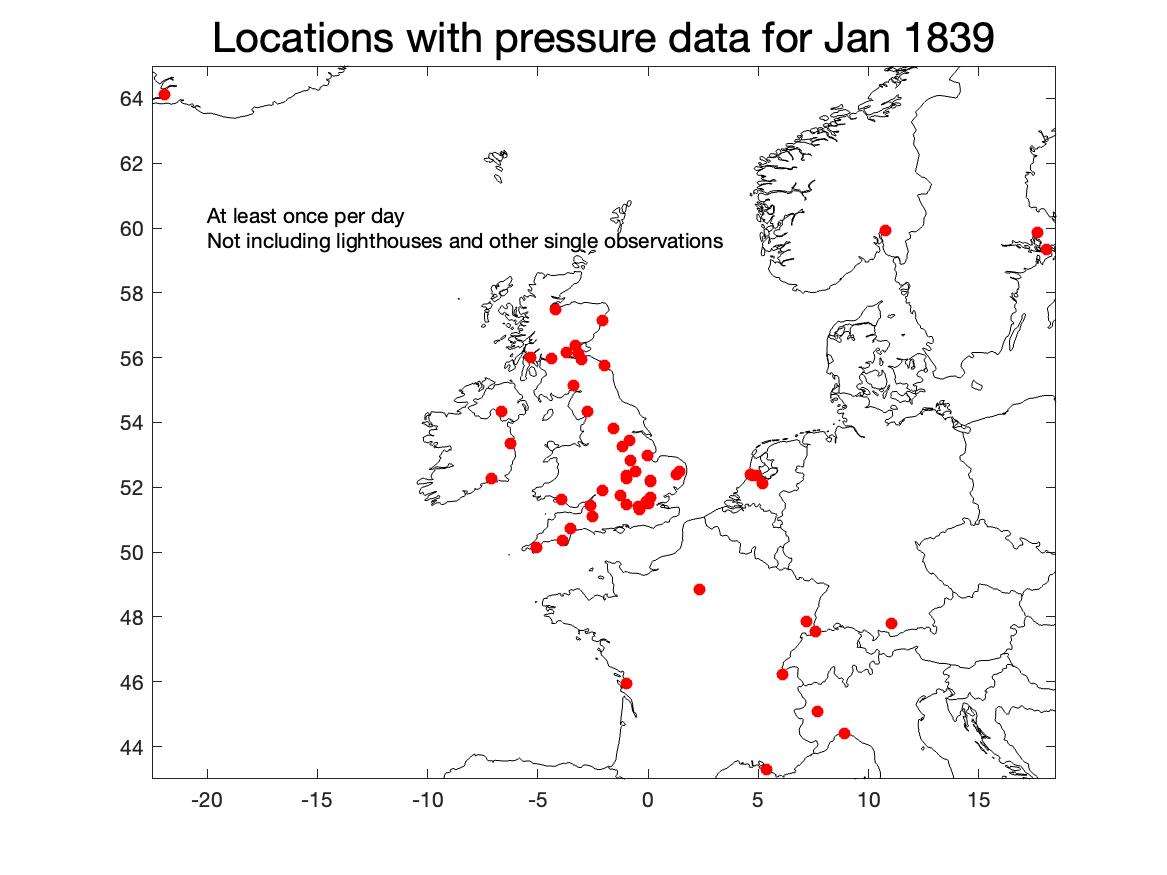 Locations with pressure data for Jan 1839
64
62
At least once per day
60
Not including lighthouses and other single observations
58
56
54
52
50
48
46
44
-20 -15 -10 -5 0 5 10 15